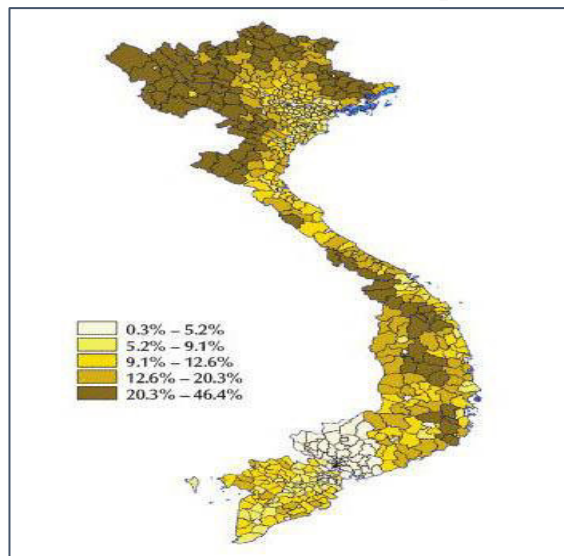 0.3% – 5.2%
5.2% – 9.1%
9.1% – 12.6%
12.6% – 20.3%
20.3% – 46.4%